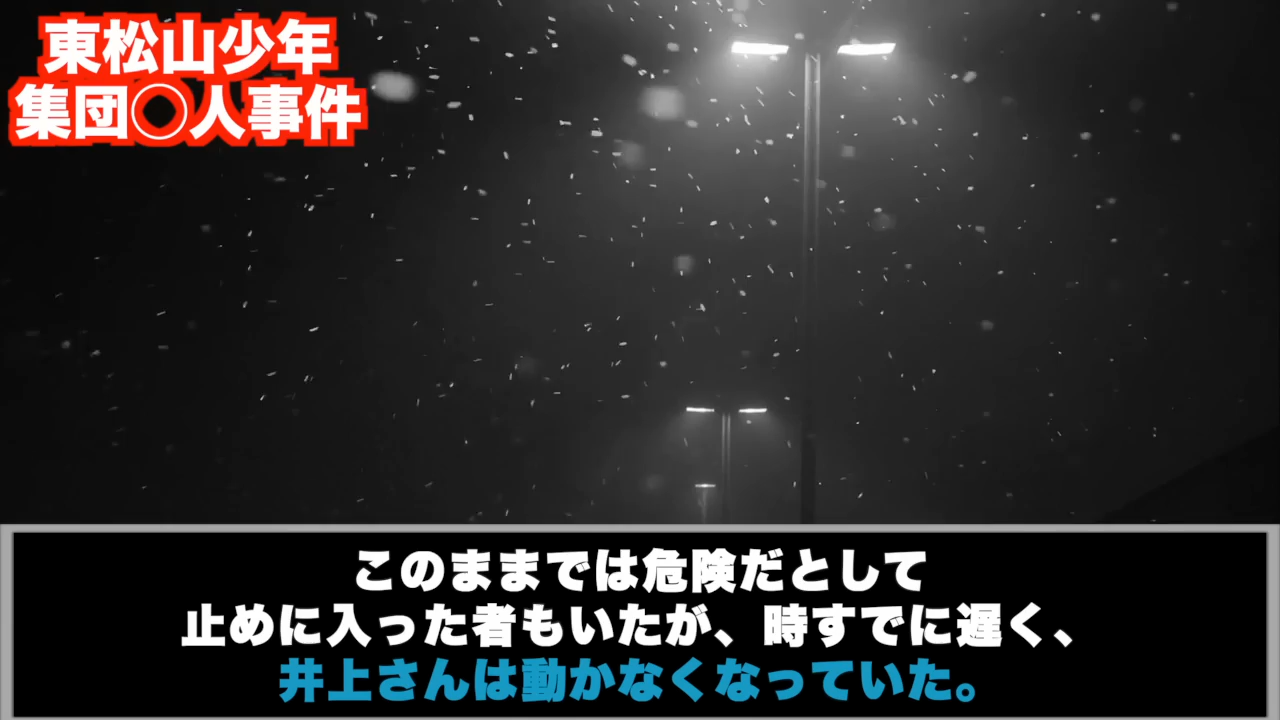 東松山少年
集団◯人事件
このままでは危険だとして
止めに入った者もいたが、時すでに遅く、
井上さんは動かなくなっていた。